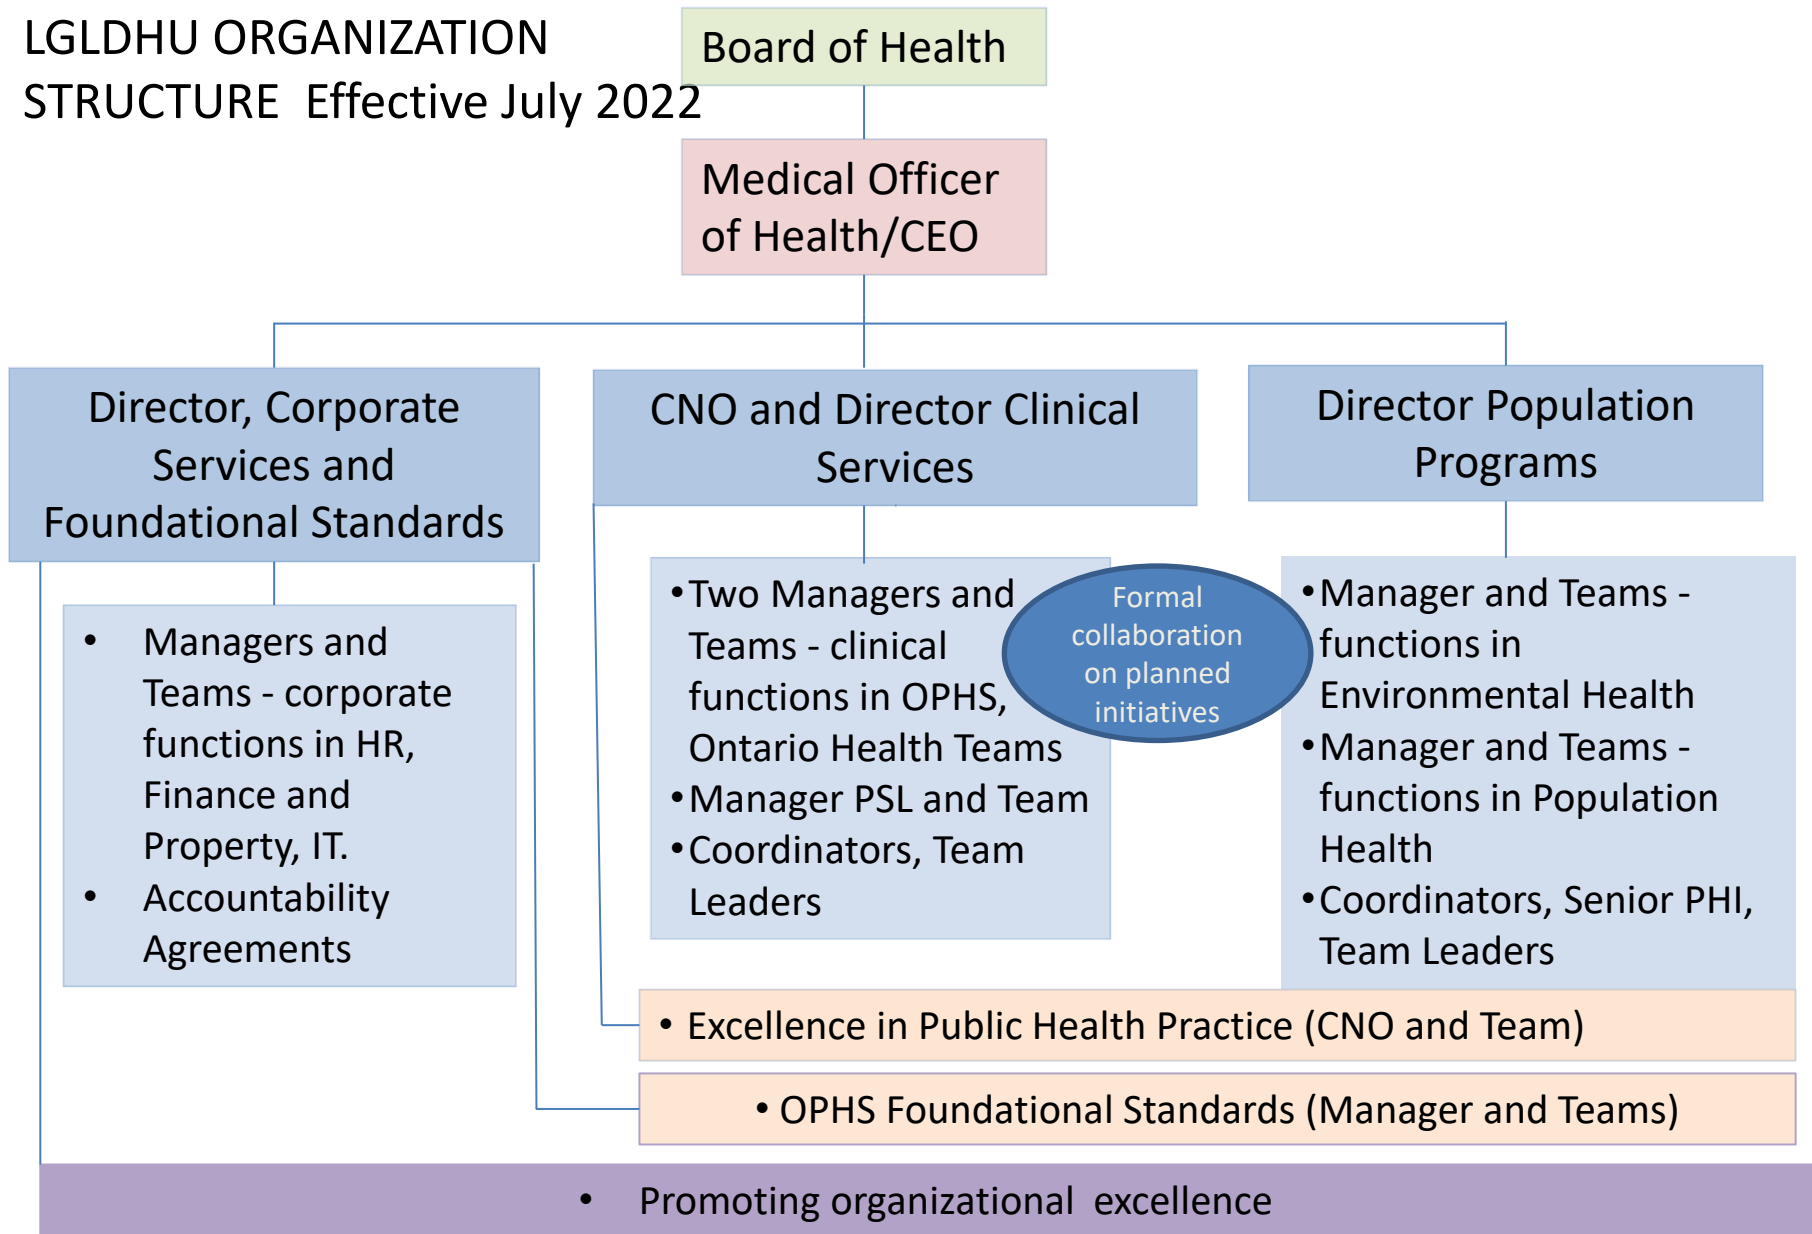 LGLDHU ORGANIZATION
STRUCTURE  Effective July 2022
Board of Health
Medical Officer
of Health/CEO
Director, Corporate
Services and
Foundational Standards
CNO and Director Clinical
Services
Director Population
Programs
• Managers and
Teams - corporate
functions in HR,
Finance and
Property, IT.
• Accountability
Agreements
•Two Managers and
Teams - clinical
functions in OPHS,
Ontario Health Teams
•Manager PSL and Team
•Coordinators, Team
Leaders
Formal
collaboration
on planned
initiatives
•Manager and Teams -
functions in
Environmental Health
•Manager and Teams -
functions in Population
Health
•Coordinators, Senior PHI,
Team Leaders
• Excellence in Public Health Practice (CNO and Team)
• OPHS Foundational Standards (Manager and Teams)
• Promoting organizational  excellence